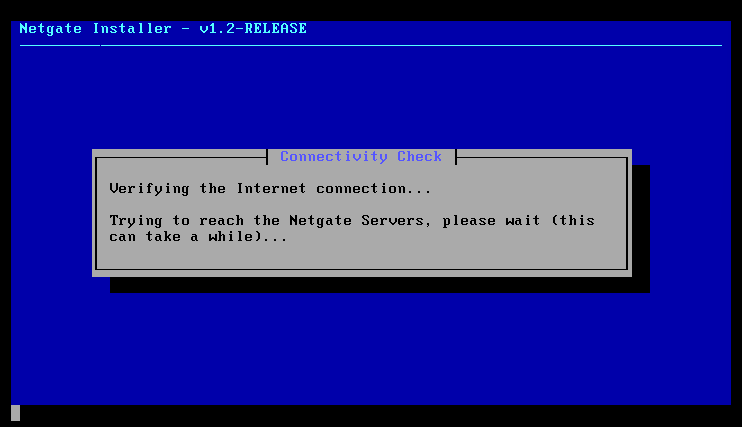 Netgate Installer - v1.2-RELEASE
Connectivity Check
Verifying the Internet connection...
Trying to reach the Netgate Servers, please wait (this
can take a while)...